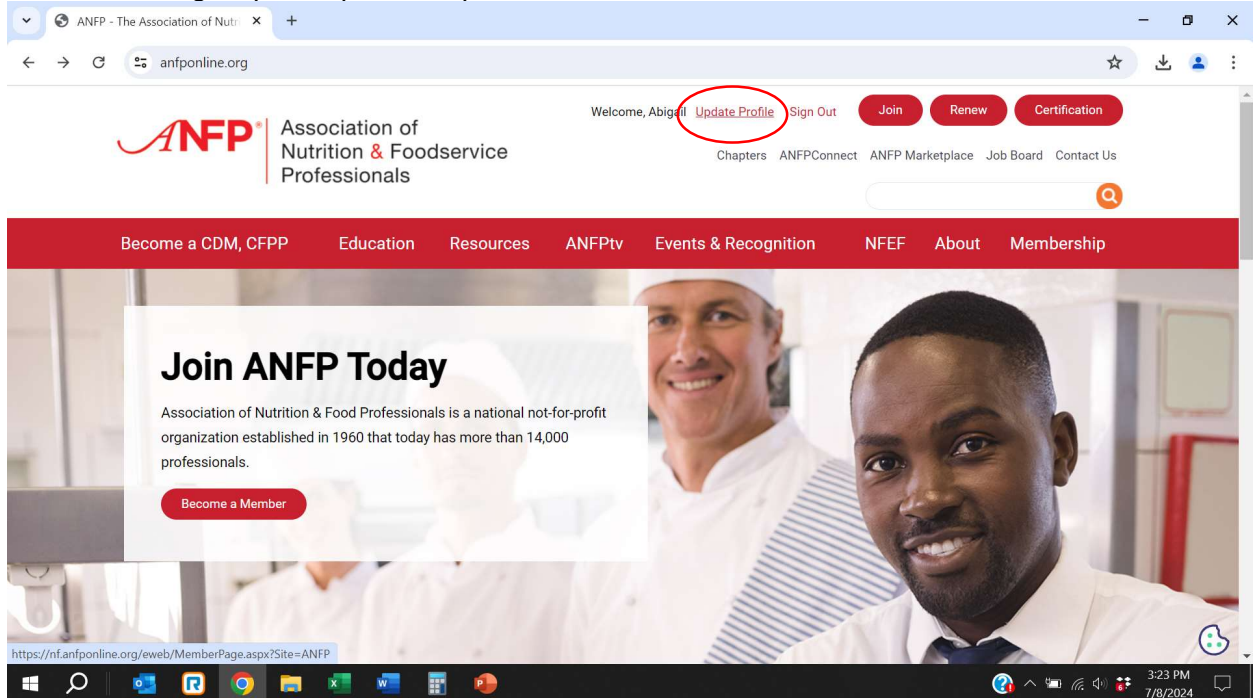 ANFP - The Association of Nutri
anfponline.org
Welcome, Abigail Update Profile Sign Out Join Renew Certification
ANFP®
Association of
Nutrition & Foodservice
Professionals
Chapters ANFPConnect ANFP Marketplace Job Board Contact Us
Become a CDM, CFPP Education Resources ANFPtv Events & Recognition NFEF About Membership
Join ANFP Today
Association of Nutrition & Food Professionals is a national not-for-profit
organization established in 1960 that today has more than 14,000
professionals.
Become a Member
https://nf.anfponline.org/eweb/MemberPage.aspx?Site=ANFP
3:23 PM
7/8/2024